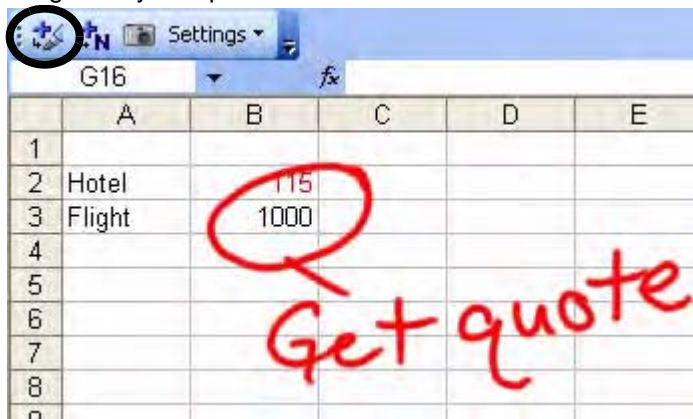 N Settings
G16 fx
A B C D E
1
2 Hotel 115
3 Flight 1000
4
5
6
7
8
Get quote